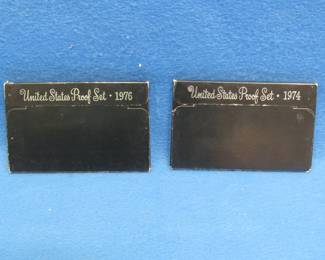 United States Proof Set • 1976
United States Proof Set • 1974